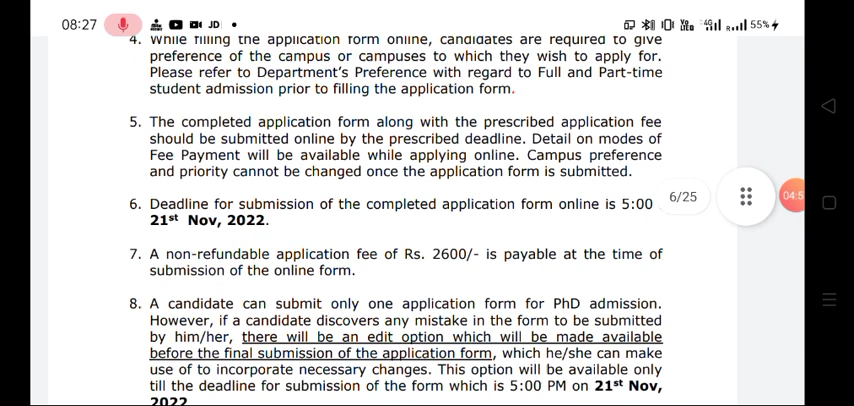 08:27
JD
55%
4. While filling the application form online, candidates are required to give
preference of the campus or campuses to which they wish to apply for.
Please refer to Department's Preference with regard to Full and Part-time
student admission prior to filling the application form.
5. The completed application form along with the prescribed application fee
should be submitted online by the prescribed deadline. Detail on modes of
Fee Payment will be available while applying online. Campus preference
and priority cannot be changed once the application form is submitted.
6. Deadline for submission of the completed application form online is 5:00
21st Nov, 2022.
6/25
04:5
7. A non-refundable application fee of Rs. 2600/- is payable at the time of
submission of the online form.
8. A candidate can submit only one application form for PhD admission.
However, if a candidate discovers any mistake in the form to be submitted
by him/her, there will be an edit option which will be made available
before the final submission of the application form, which he/she can make
use of to incorporate necessary changes. This option will be available only
till the deadline for submission of the form which is 5:00 PM on 21st Nov,
2022